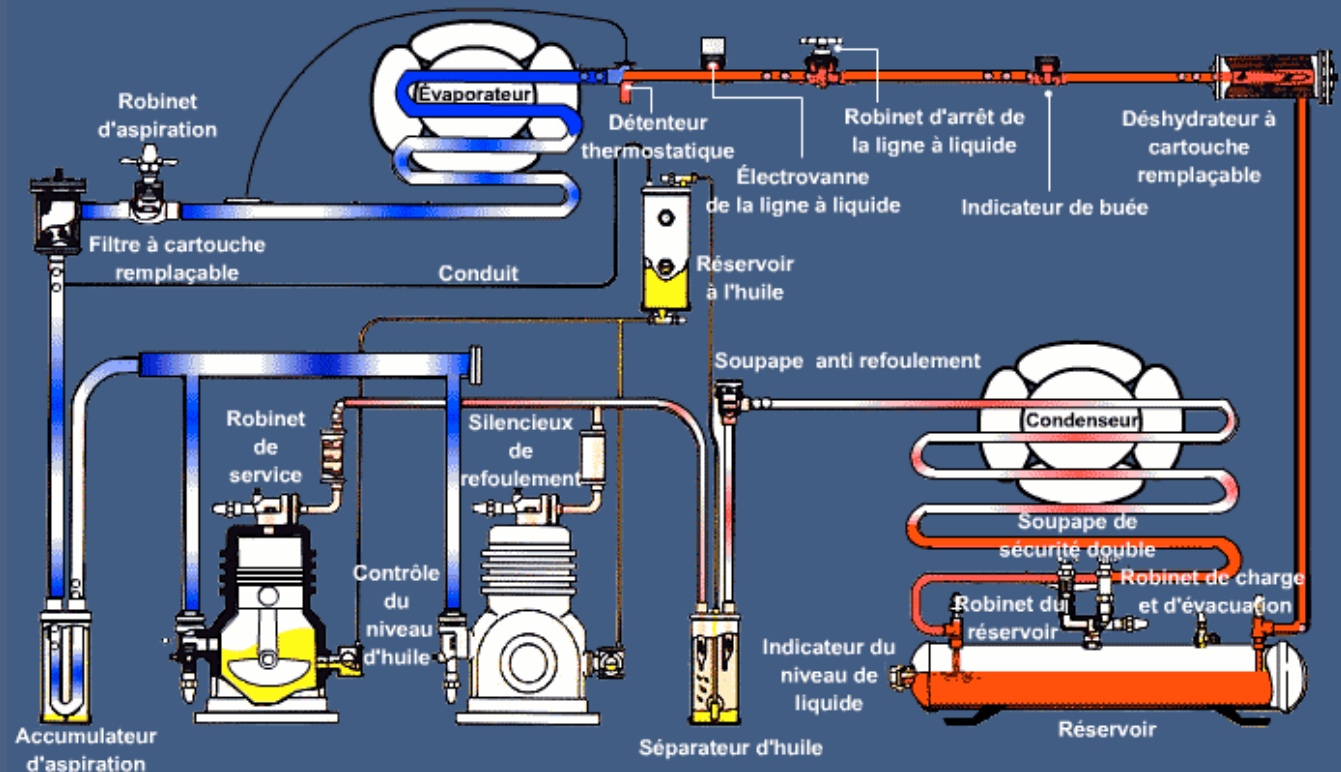 Robinet
d'aspiration
Évaporateur
Détenteur
thermostatique
Électrovanne
de la ligne à liquide
Robinet d'arrêt de
la ligne à liquide
Indicateur de buée
Déshydrateur à
cartouche
remplaçable
Filtre à cartouche
remplaçable
Conduit
Réservoir
à l'huile
Soupape anti refoulement
Condenseur
Robinet
de
service
Silencieux
de
refoulement
Contrôle
du
niveau
d'huile
Soupape de
sécurité double
Robinet de charge
et d'évacuation
Robinet du
réservoir
Indicateur du
niveau de
liquide
Réservoir
Séparateur d'huile
Accumulateur
d'aspiration